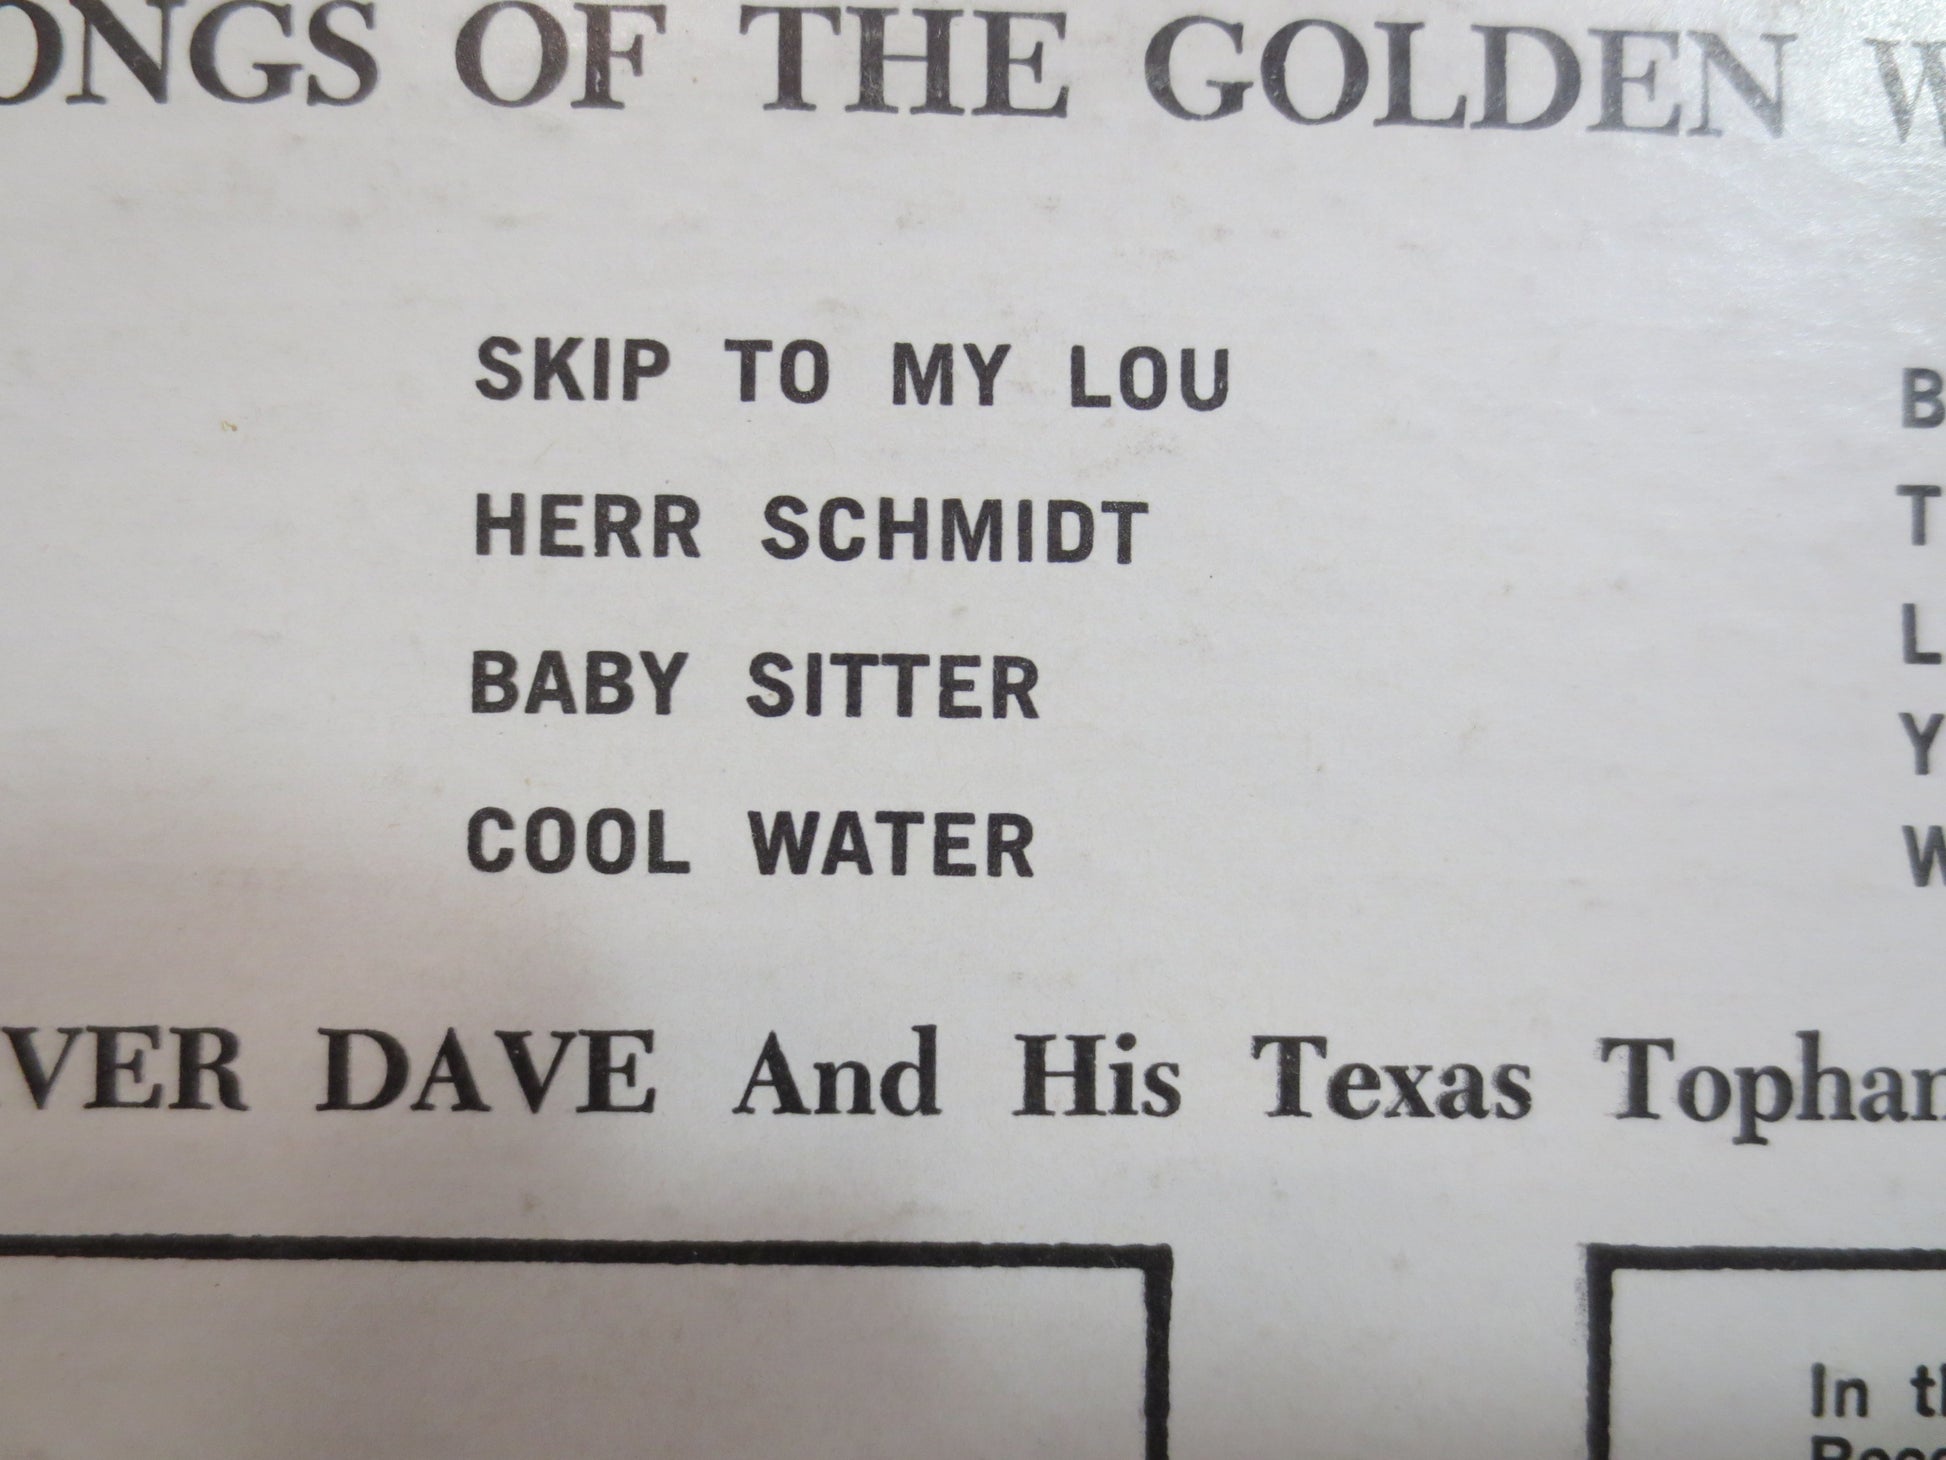 ONGS OF THE GOLDEN W
SKIP TO MY LOU
HERR SCHMIDT
BABY SITTER
COOL WATER
B
T
L
Y
W
VER DAVE And His Texas Tophan
In th